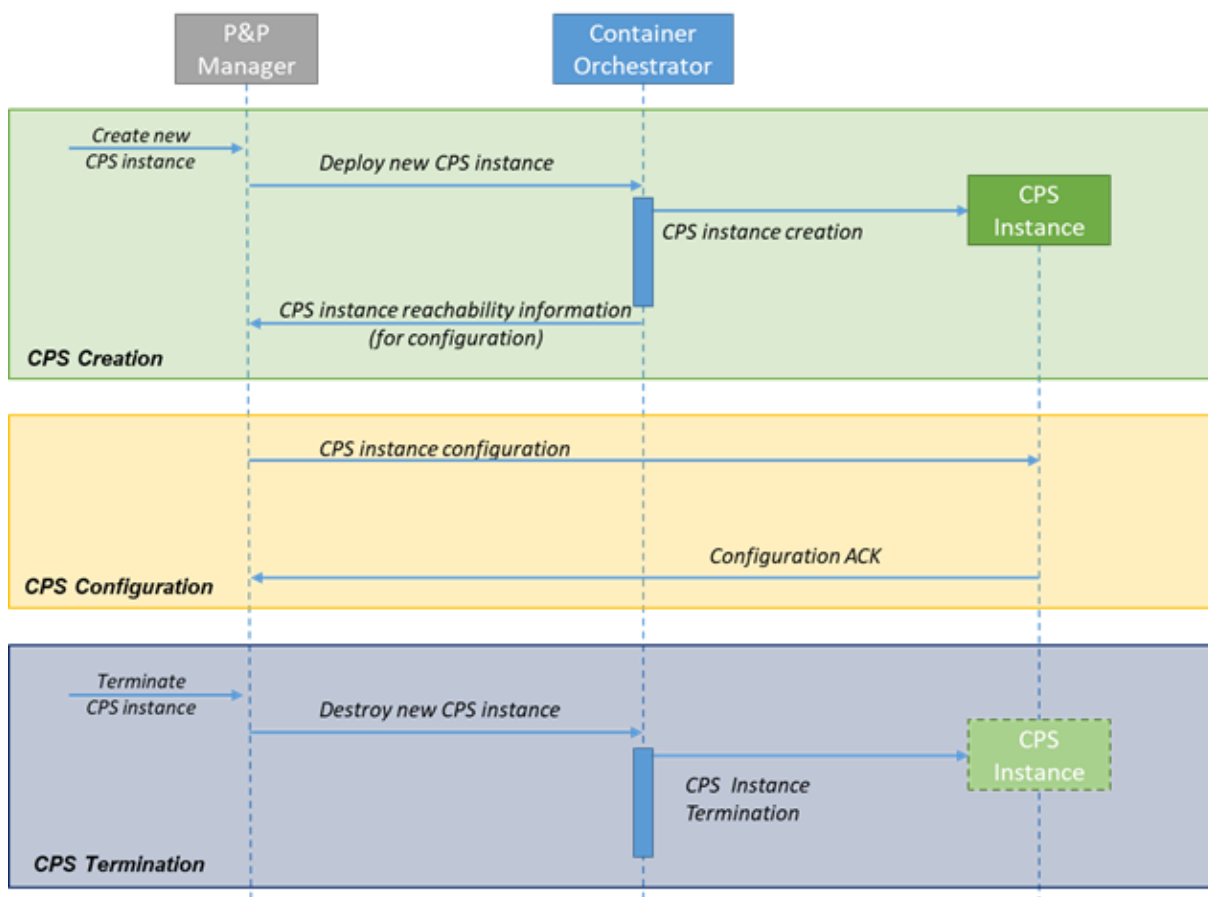 P&P
Manager
Container
Orchestrator
Create new
CPS instance
Deploy new CPS instance
CPS
Instance
CPS instance creation
CPS instance reachability information
(for configuration)
CPS Creation
CPS instance configuration
Configuration ACK
CPS Configuration
Terminate
CPS instance
Destroy new CPS instance
CPS
Instance
CPS Instance
Termination
CPS Termination